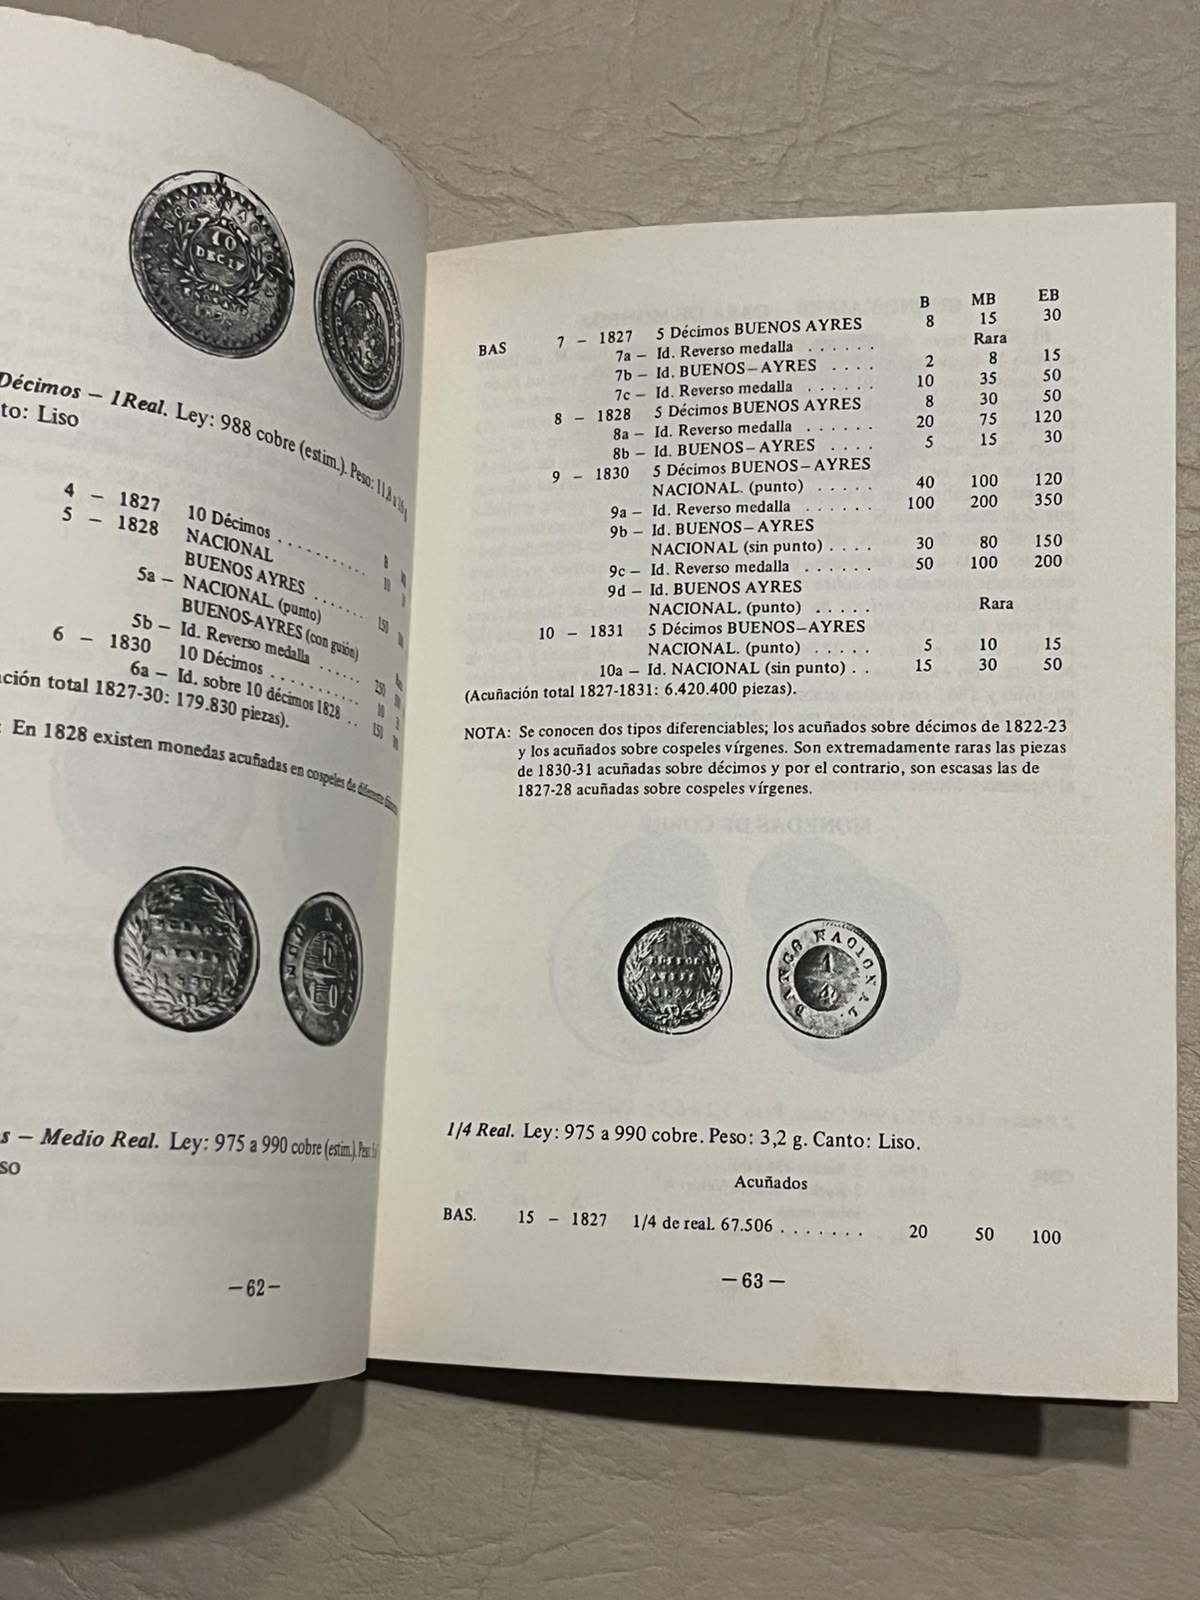 Décimos – 1Real. Ley: 988 cobre (estim.). Peso: 11,8 a 16 g
to: Liso
B
4 – 1827 10 Décimos . . . . . . . . . . 10
5 – 1828 NACIONAL
BUENOS AYRES . . . . . . . 150
5a – NACIONAL. (punto)
BUENOS-AYRES (con guión)
5b – Id. Reverso medalla . . . . . . 250
6 – 1830 10 Décimos . . . . . . . . . . 10
6a – Id. sobre 10 décimos 1828 . . 150
ción total 1827-30: 179.830 piezas).
: En 1828 existen monedas acuñadas en cospeles de diferente
s – Medio Real. Ley: 975 a 990 cobre (estim.). Peso:
so
–62–
B MB EB
BAS 7 – 1827 5 Décimos BUENOS AYRES 8 15 30
7a – Id. Reverso medalla . . . . . . Rara
7b – Id. BUENOS–AYRES . . . . 2 8 15
7c – Id. Reverso medalla . . . . . . 10 35 50
8 – 1828 5 Décimos BUENOS AYRES 8 30 50
8a – Id. Reverso medalla . . . . . . 20 75 120
8b – Id. BUENOS–AYRES . . . . 5 15 30
9 – 1830 5 Décimos BUENOS–AYRES
NACIONAL. (punto) . . . . . 40 100 120
9a – Id. Reverso medalla . . . . . . 100 200 350
9b – Id. BUENOS–AYRES
NACIONAL (sin punto) . . . . 30 80 150
9c – Id. Reverso medalla . . . . . . 50 100 200
9d – Id. BUENOS AYRES
NACIONAL. (punto) . . . . . Rara
10 – 1831 5 Décimos BUENOS–AYRES
NACIONAL. (punto) . . . . . 5 10 15
10a – Id. NACIONAL (sin punto) . . 15 30 50
(Acuñación total 1827-1831: 6.420.400 piezas).
NOTA: Se conocen dos tipos diferenciables; los acuñados sobre décimos de 1822-23
y los acuñados sobre cospeles vírgenes. Son extremadamente raras las piezas
de 1830-31 acuñadas sobre décimos y por el contrario, son escasas las de
1827-28 acuñadas sobre cospeles vírgenes.
BANCO NACIONAL.
1/4
1/4 Real. Ley: 975 a 990 cobre. Peso: 3,2 g. Canto: Liso.
Acuñados
BAS. 15 – 1827 1/4 de real. 67.506 . . . . . . . 20 50 100
–63–